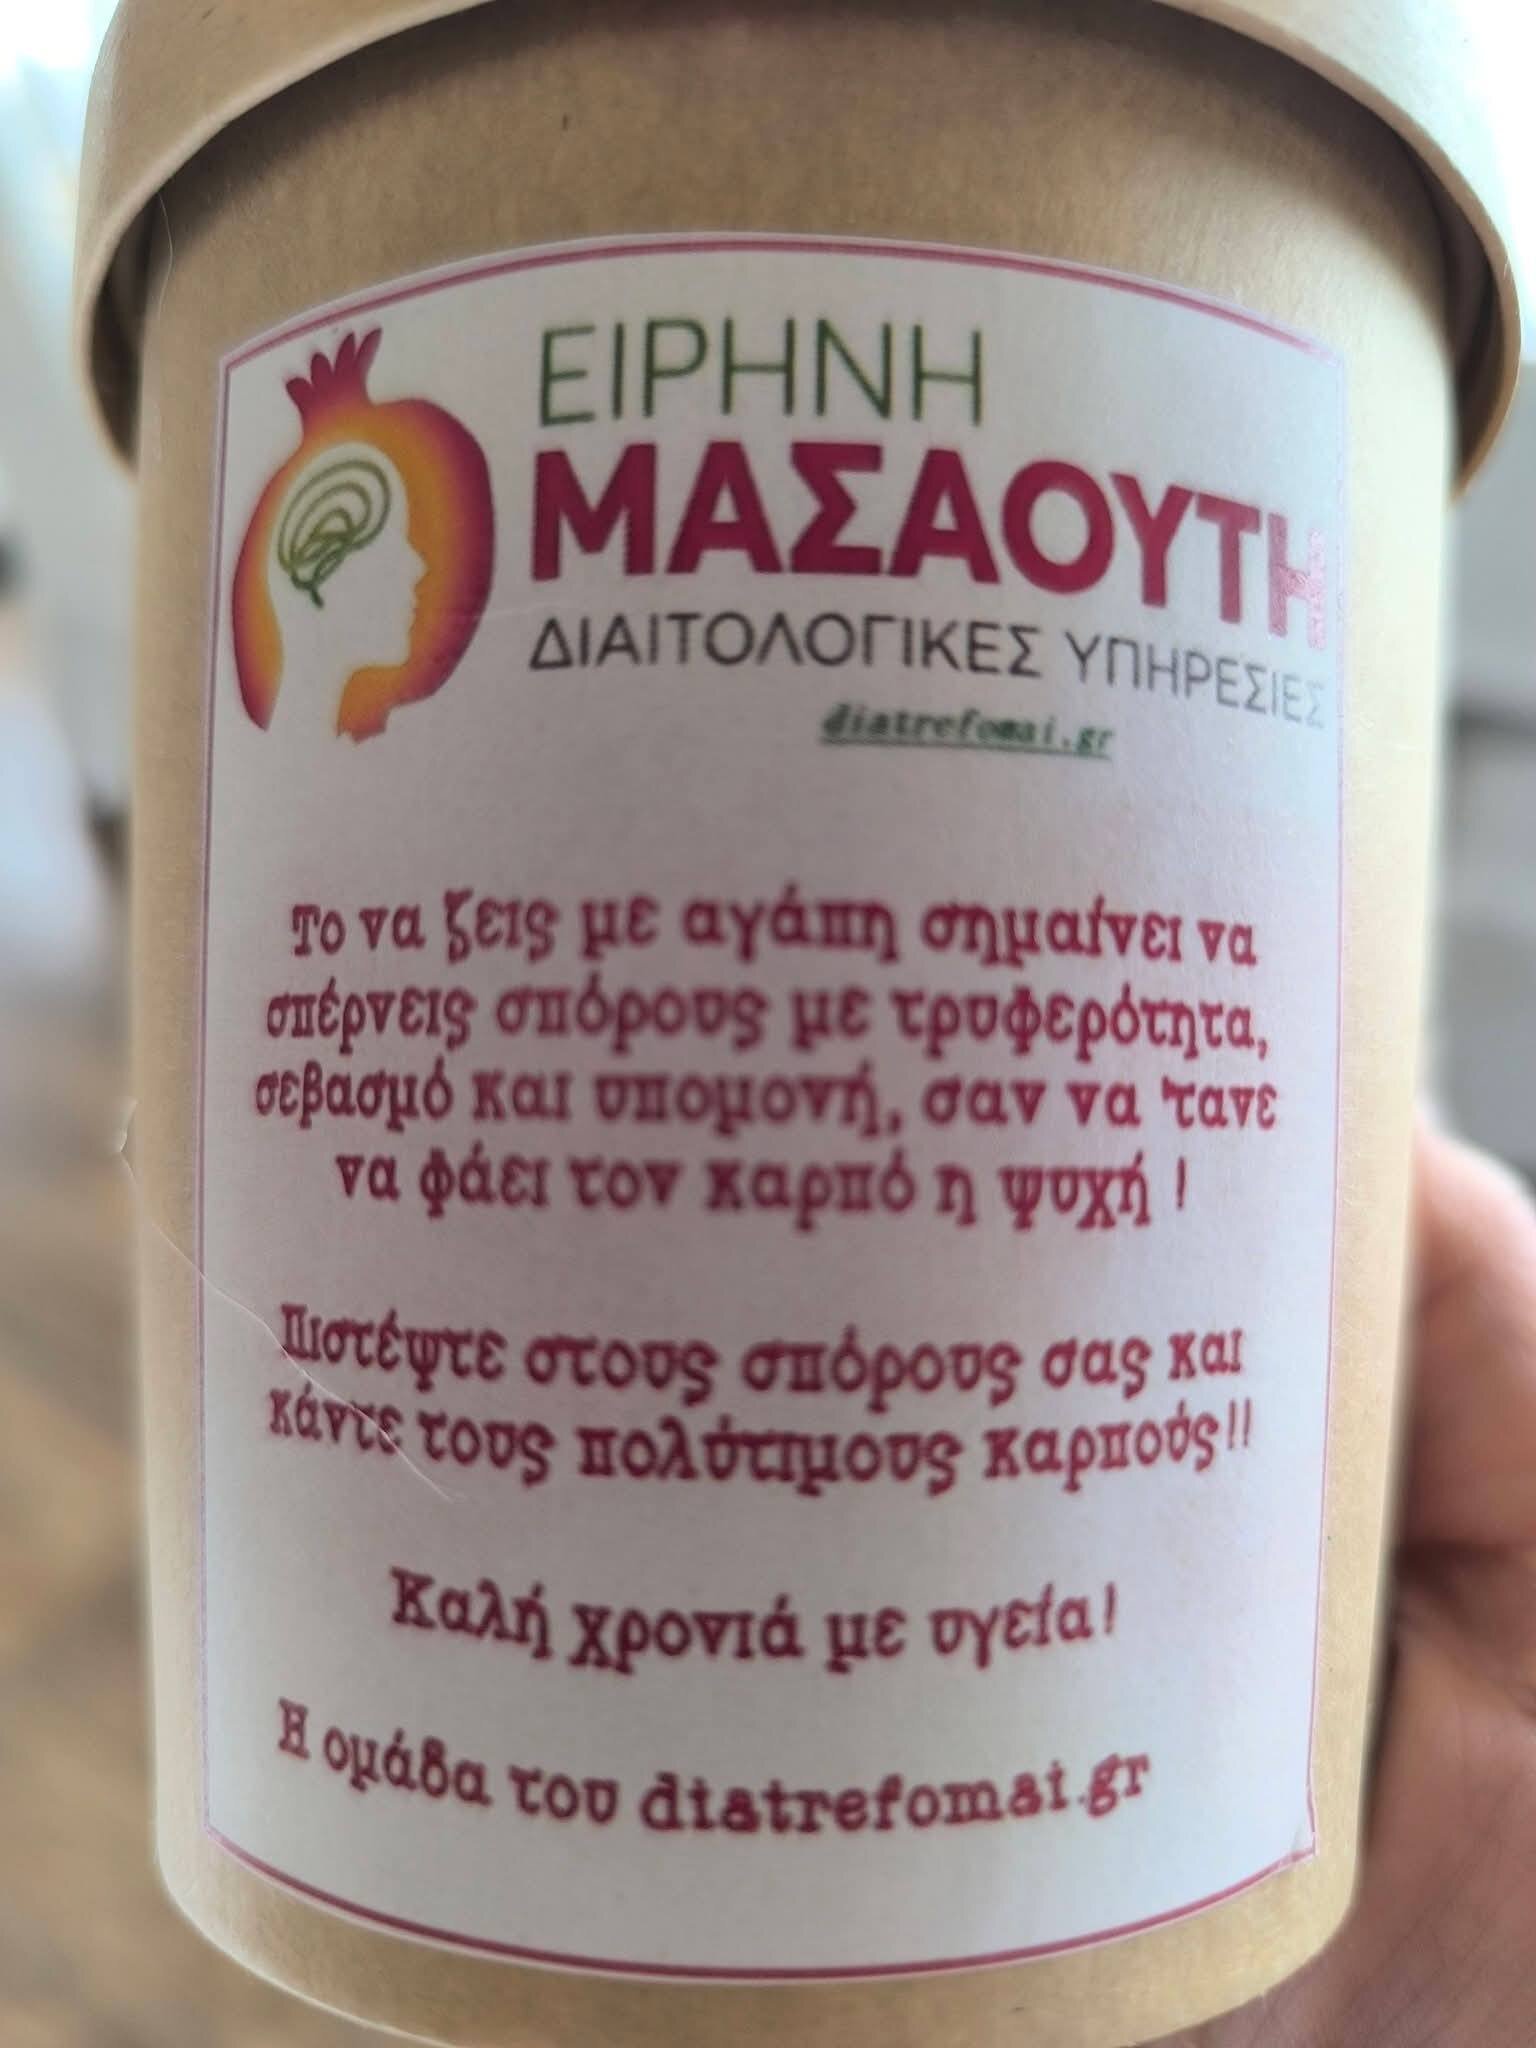 ΕΙΡΗΝΗ
ΜΑΣΑΟΥΤΗ
ΔΙΑΙΤΟΛΟΓΙΚΕΣ ΥΠΗΡΕΣΙΕΣ
diatrefomai.gr
Το να ζεις με αγάπη σημαίνει να
σπέρνεις σπόρους με τρυφερότητα,
σεβασμό και υπομονή, σαν να 'τανε
να φάει τον καρπό η ψυχή !
Πιστέψτε στους σπόρους σας και
κάντε τους πολύτιμους καρπούς!!
Καλή χρονιά με υγεία!
Η ομάδα του diatrefomai.gr